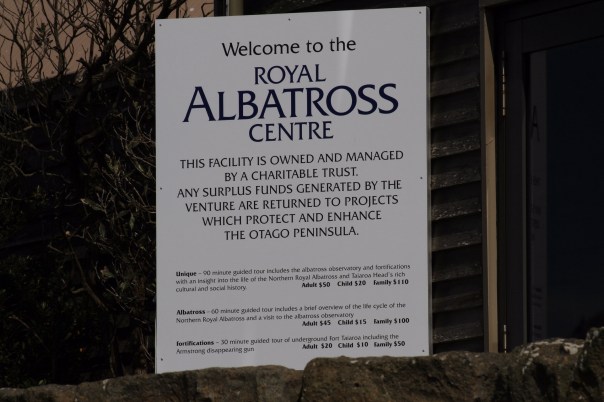 Welcome to the
ROYAL
ALBATROSS
CENTRE
THIS FACILITY IS OWNED AND MANAGED
BY A CHARITABLE TRUST.
ANY SURPLUS FUNDS GENERATED BY THE
VENTURE ARE RETURNED TO PROJECTS
WHICH PROTECT AND ENHANCE
THE OTAGO PENINSULA.
Unique – 90 minute guided tour includes the albatross observatory and fortifications
with an insight into the life of the Northern Royal Albatross and Taiaroa Head's rich
cultural and social history. Adult $50 Child $20 Family $110
Albatross – 60 minute guided tour includes a brief overview of the life cycle of the
Northern Royal Albatross and a visit to the albatross observatory
Adult $45 Child $15 Family $100
Fortifications – 30 minute guided tour of underground Fort Taiaroa including the
Armstrong disappearing gun. Adult $20 Child $10 Family $50